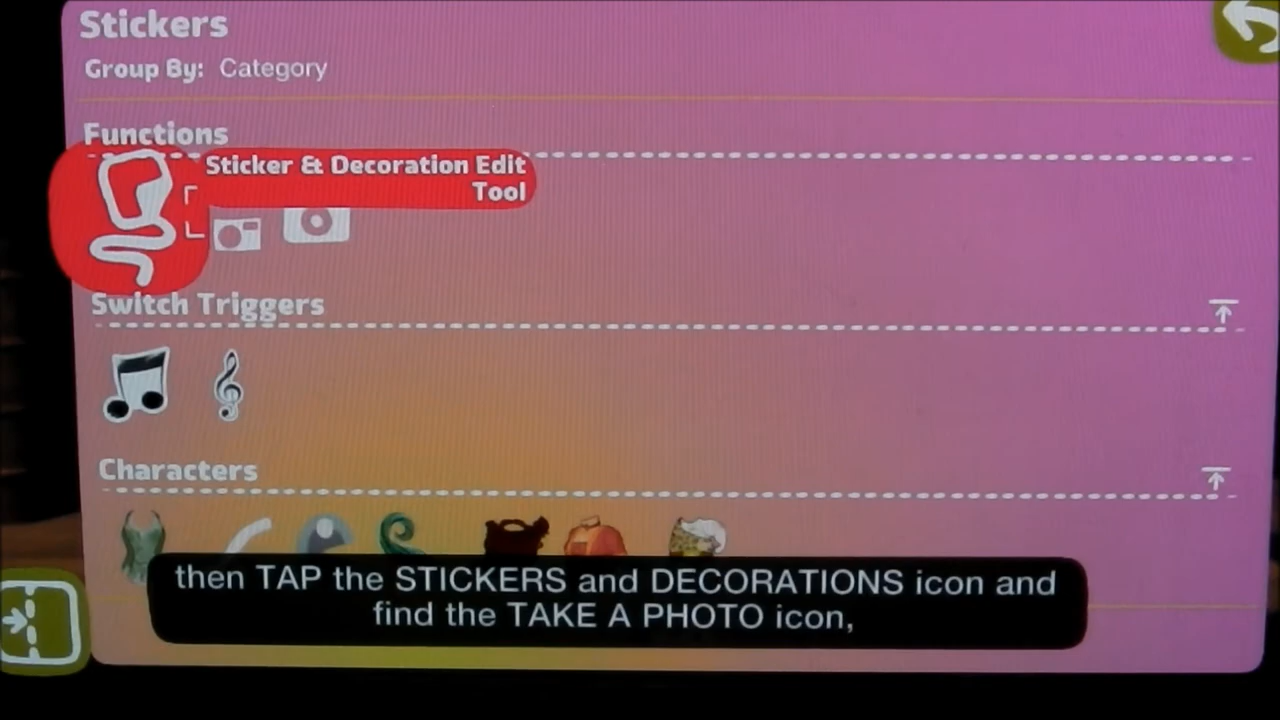 Stickers
Group By: Category
Functions
Sticker & Decoration Edit
Tool
Switch Triggers
Characters
then TAP the STICKERS and DECORATIONS icon and
find the TAKE A PHOTO icon,